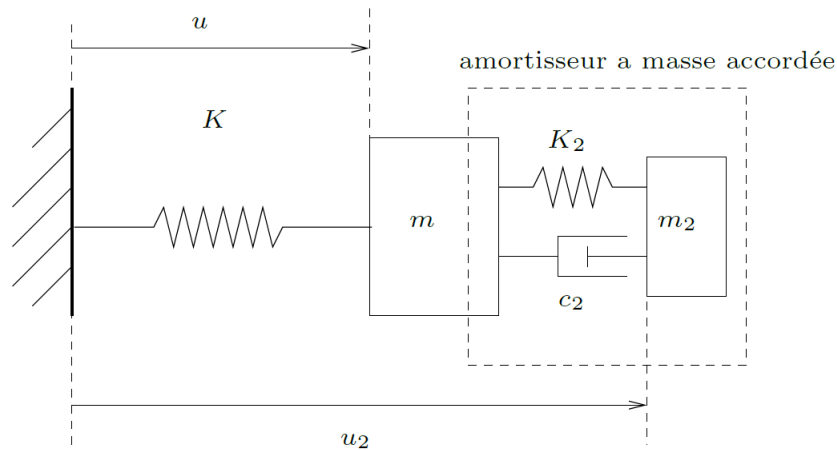 u
amortisseur a masse accordée
K
K₂
m
m₂
c₂
u₂